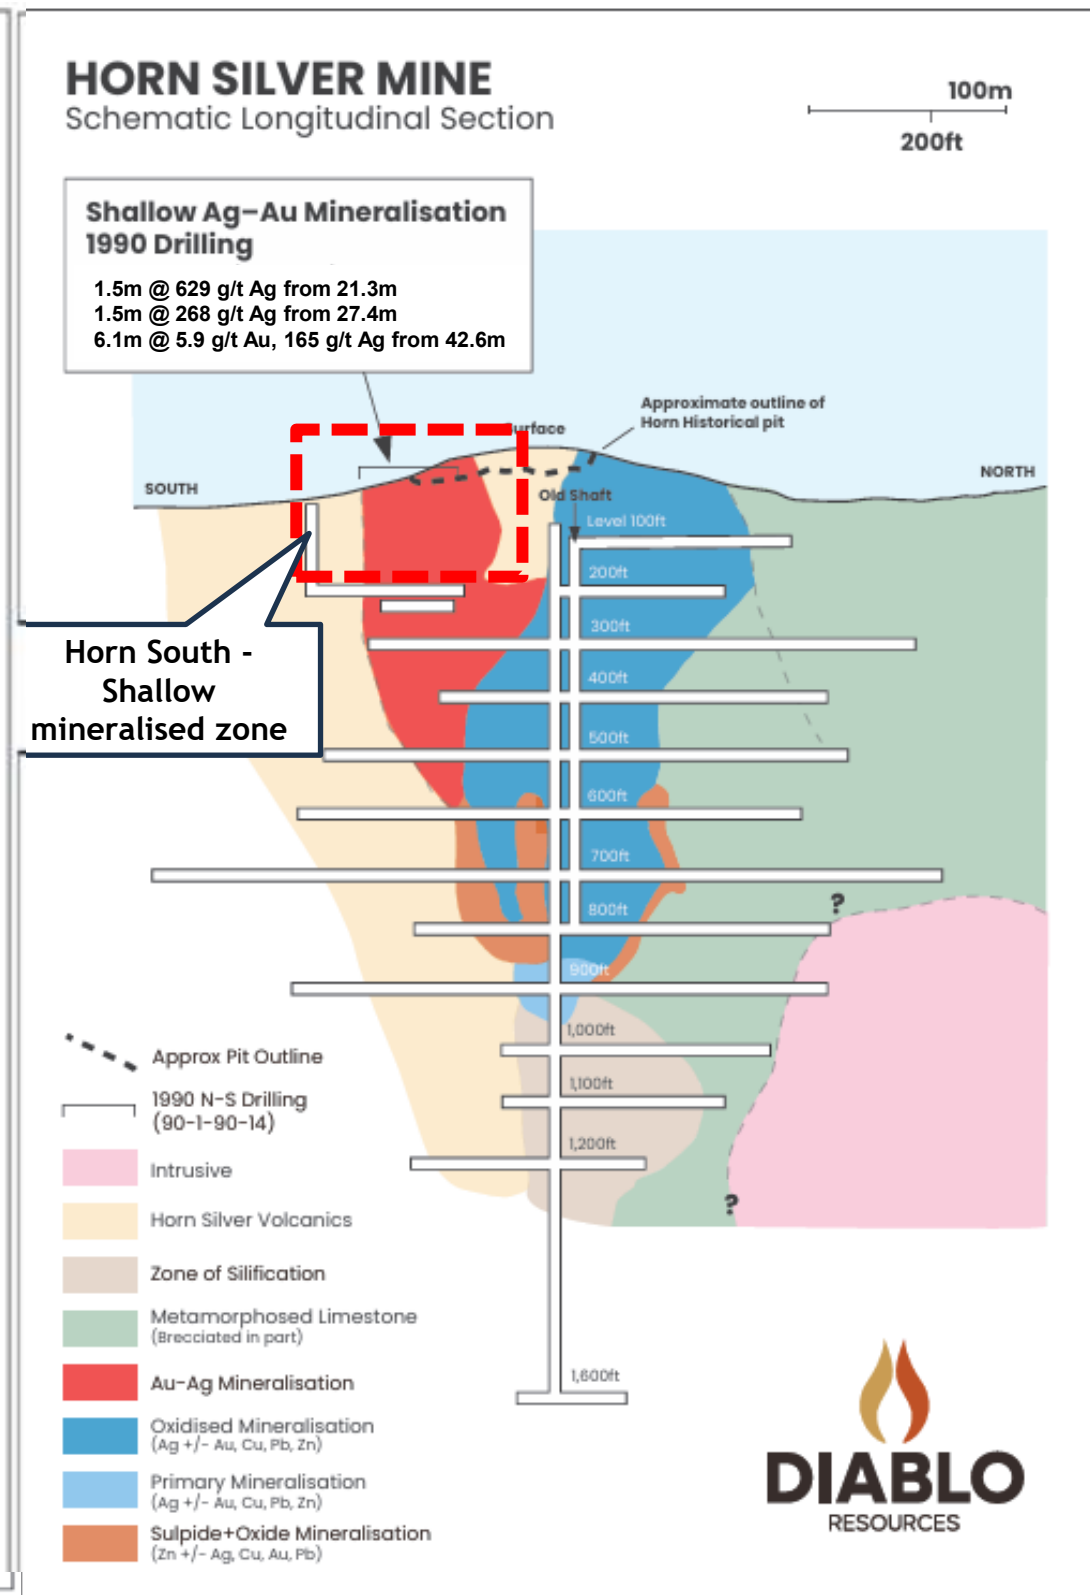 HORN SILVER MINE
Schematic Longitudinal Section
100m
200ft
Shallow Ag–Au Mineralisation
1990 Drilling
1.5m @ 629 g/t Ag from 21.3m
1.5m @ 268 g/t Ag from 27.4m
6.1m @ 5.9 g/t Au, 165 g/t Ag from 42.6m
Approximate outline of
Horn Historical pit
Surface
SOUTH
NORTH
Old Shaft
Level 100ft
200ft
300ft
400ft
500ft
600ft
700ft
800ft
900ft
1,000ft
1,100ft
1,200ft
1,600ft
?
?
Horn South -
Shallow
mineralised zone
Approx Pit Outline
1990 N-S Drilling
(90-1-90-14)
Intrusive
Horn Silver Volcanics
Zone of Silification
Metamorphosed Limestone
(Brecciated in part)
Au-Ag Mineralisation
Oxidised Mineralisation
(Ag +/- Au, Cu, Pb, Zn)
Primary Mineralisation
(Ag +/- Au, Cu, Pb, Zn)
Sulpide+Oxide Mineralisation
(Zn +/- Ag, Cu, Au, Pb)
DIABLO
RESOURCES